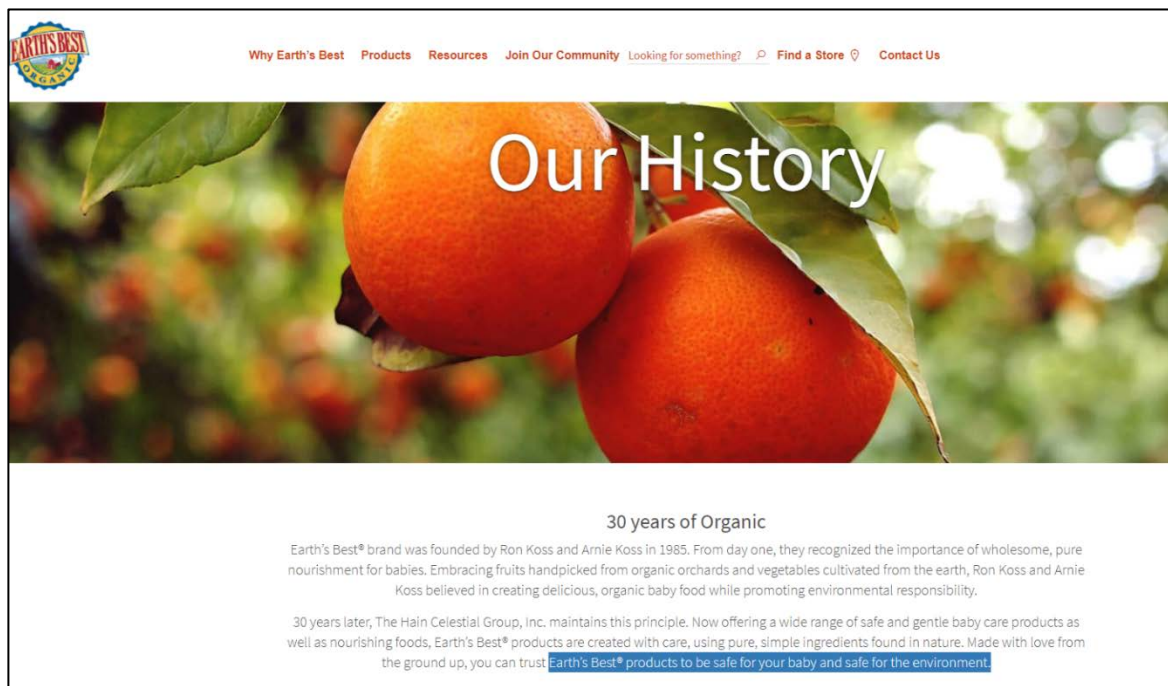 EARTH'S BEST
ORGANIC
Why Earth's Best Products Resources Join Our Community Looking for something? Find a Store Contact Us
Our History
30 years of Organic
Earth's Best® brand was founded by Ron Koss and Arnie Koss in 1985. From day one, they recognized the importance of wholesome, pure
nourishment for babies. Embracing fruits handpicked from organic orchards and vegetables cultivated from the earth, Ron Koss and Arnie
Koss believed in creating delicious, organic baby food while promoting environmental responsibility.
30 years later, The Hain Celestial Group, Inc. maintains this principle. Now offering a wide range of safe and gentle baby care products as
well as nourishing foods, Earth's Best® products are created with care, using pure, simple ingredients found in nature. Made with love from
the ground up, you can trust Earth's Best® products to be safe for your baby and safe for the environment.